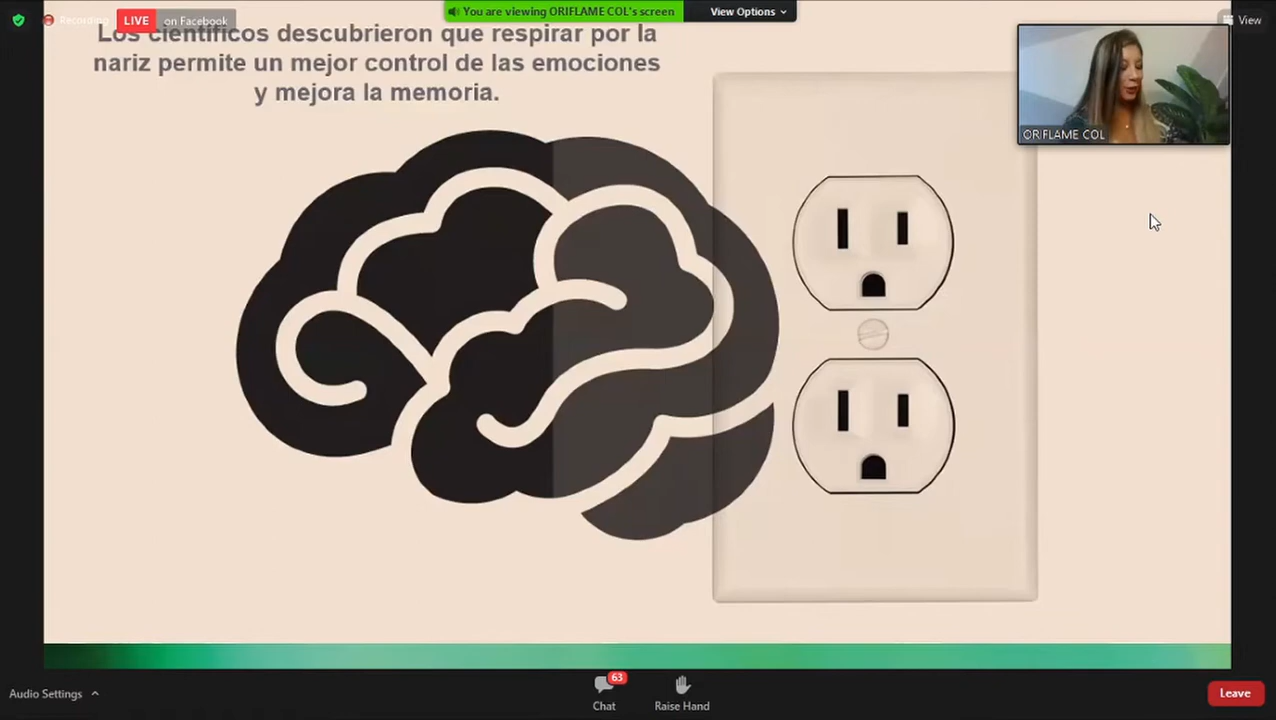 Recording
LIVE on Facebook
You are viewing ORIFLAME COL's screen View Options
View
Los científicos descubrieron que respirar por la
nariz permite un mejor control de las emociones
y mejora la memoria.
ORIFLAME COL
Audio Settings
63
Chat
Raise Hand
Leave